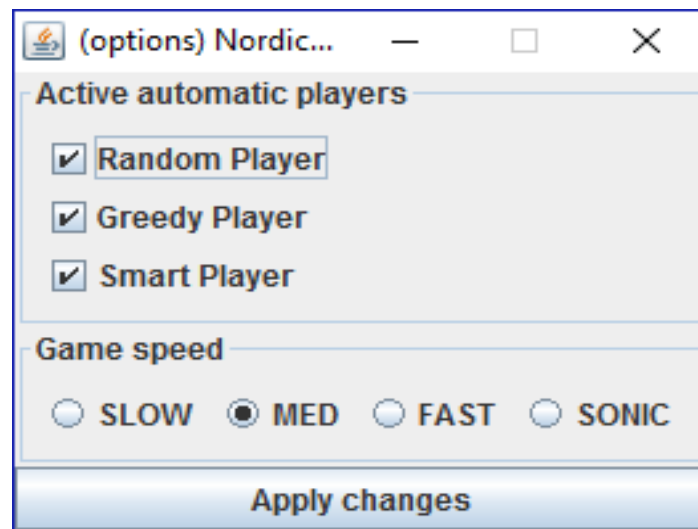 (options) Nordic...
Active automatic players
Random Player
Greedy Player
Smart Player
Game speed
SLOW MED FAST SONIC
Apply changes